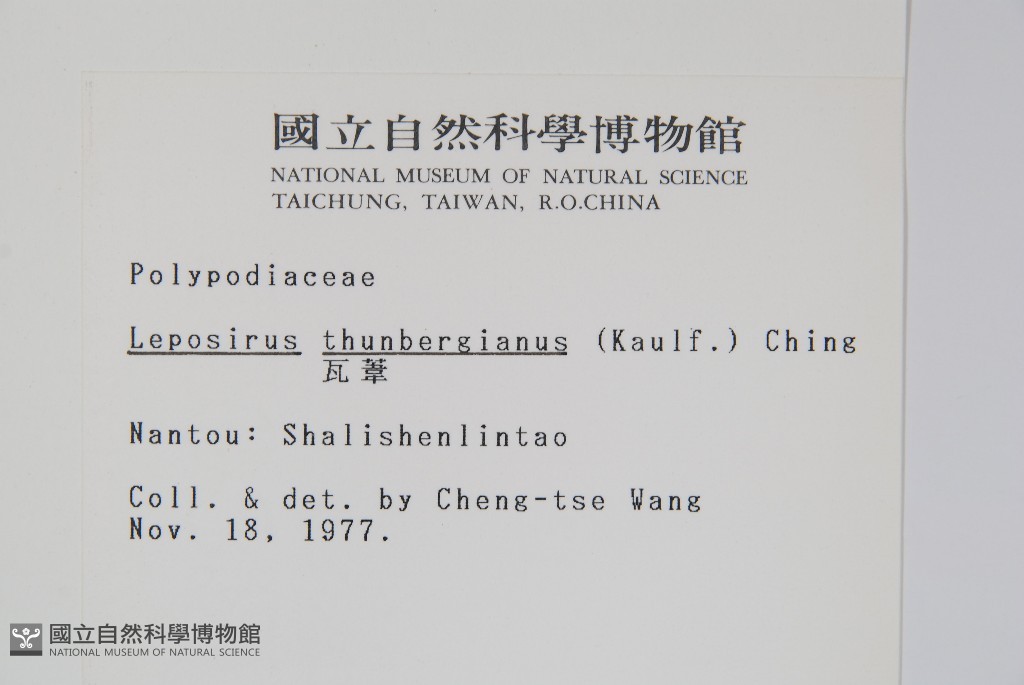 國立自然科學博物館
NATIONAL MUSEUM OF NATURAL SCIENCE
TAICHUNG, TAIWAN, R.O.CHINA
Polypodiaceae
Leposirus thunbergianus (Kaulf.) Ching
瓦葦
Nantou: Shalishenlintao
Coll. & det. by Cheng-tse Wang
Nov. 18, 1977.
國立自然科學博物館
NATIONAL MUSEUM OF NATURAL SCIENCE